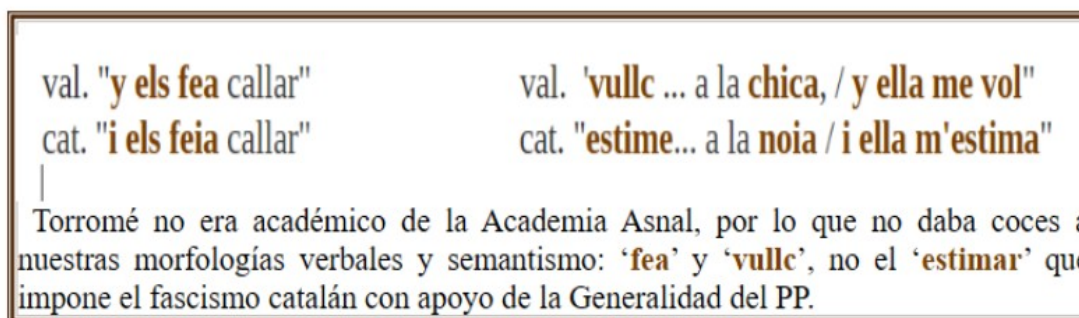 val. "y els fea callar" val. 'vullc ... a la chica, / y ella me vol"
cat. "i els feia callar" cat. "estime... a la noia / i ella m'estima"
Torromé no era académico de la Academia Asnal, por lo que no daba coces a
nuestras morfologías verbales y semantismo: ‘fea’ y ‘vullc’, no el ‘estimar’ que
impone el fascismo catalán con apoyo de la Generalidad del PP.